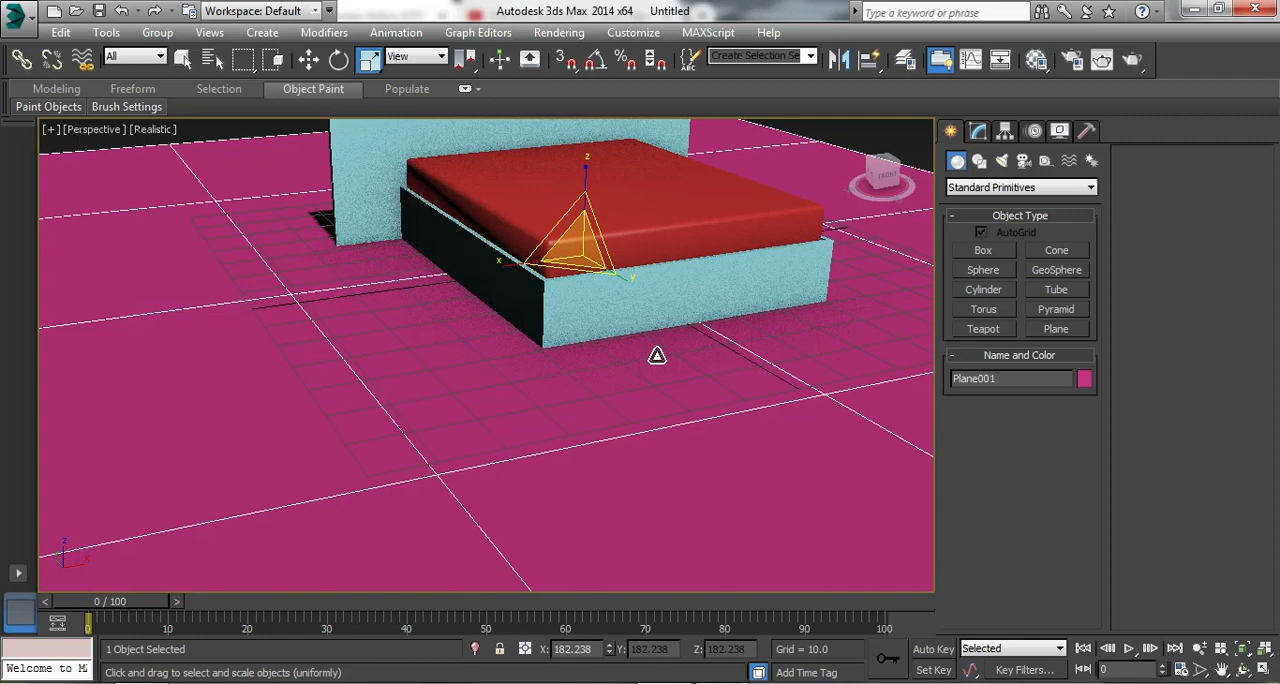 Workspace: Default
Autodesk 3ds Max 2014 x64 Untitled
Type a keyword or phrase
Edit Tools Group Views Create Modifiers Animation Graph Editors Rendering Customize MAXScript Help
All View 3 Create Selection Se
Modeling Freeform Selection Object Paint Populate
Paint Objects Brush Settings
[+] [Perspective] [Realistic]
z
FRONT
x
y
z
x
Standard Primitives
- Object Type
AutoGrid
Box Cone
Sphere GeoSphere
Cylinder Tube
Torus Pyramid
Teapot Plane
- Name and Color
Plane001
< 0 / 100 >
0 10 20 30 40 50 60 70 80 90 100
1 Object Selected X: 182.238 Y: 182.238 Z: 182.238 Grid = 10.0 Auto Key Selected
Welcome to M Click and drag to select and scale objects (uniformly) Add Time Tag Set Key Key Filters... 0